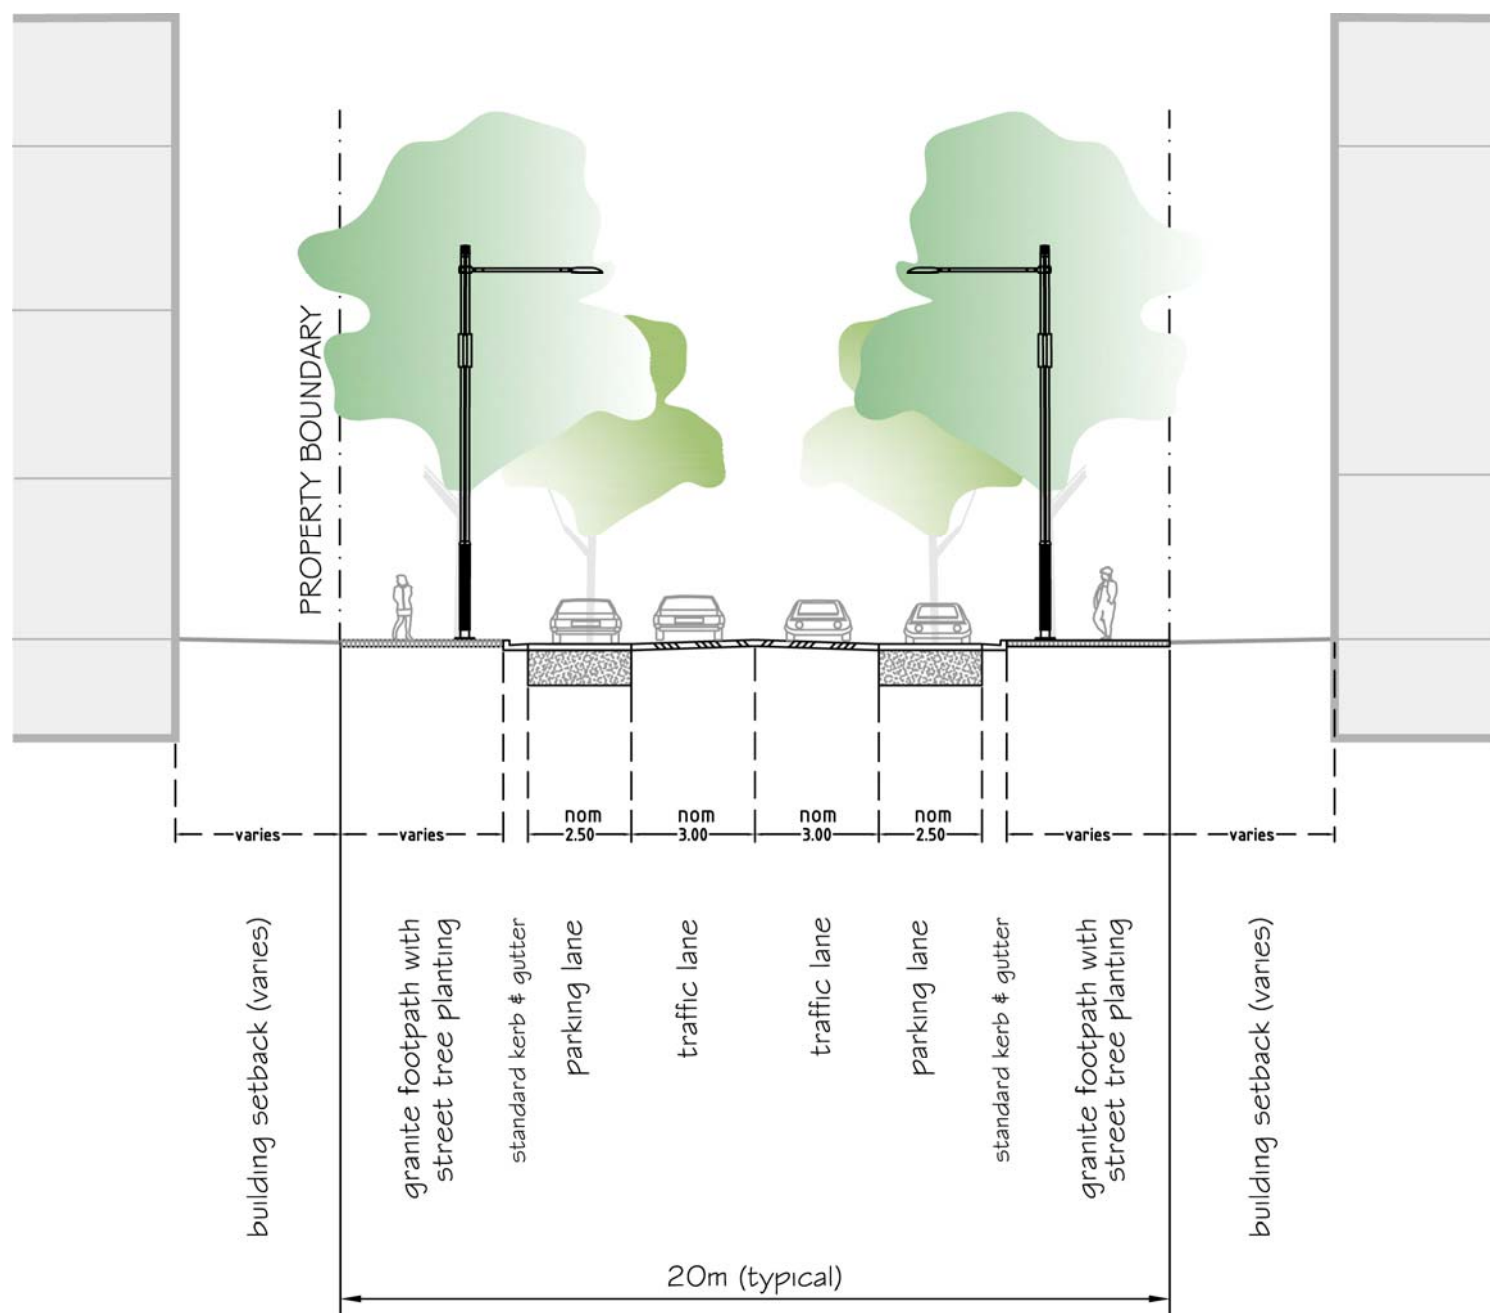 PROPERTY BOUNDARY
varies
varies
nom
2.50
nom
3.00
nom
3.00
nom
2.50
varies
varies
building setback (varies)
granite footpath with
street tree planting
standard kerb & gutter
parking lane
traffic lane
traffic lane
parking lane
standard kerb & gutter
granite footpath with
street tree planting
building setback (varies)
20m (typical)